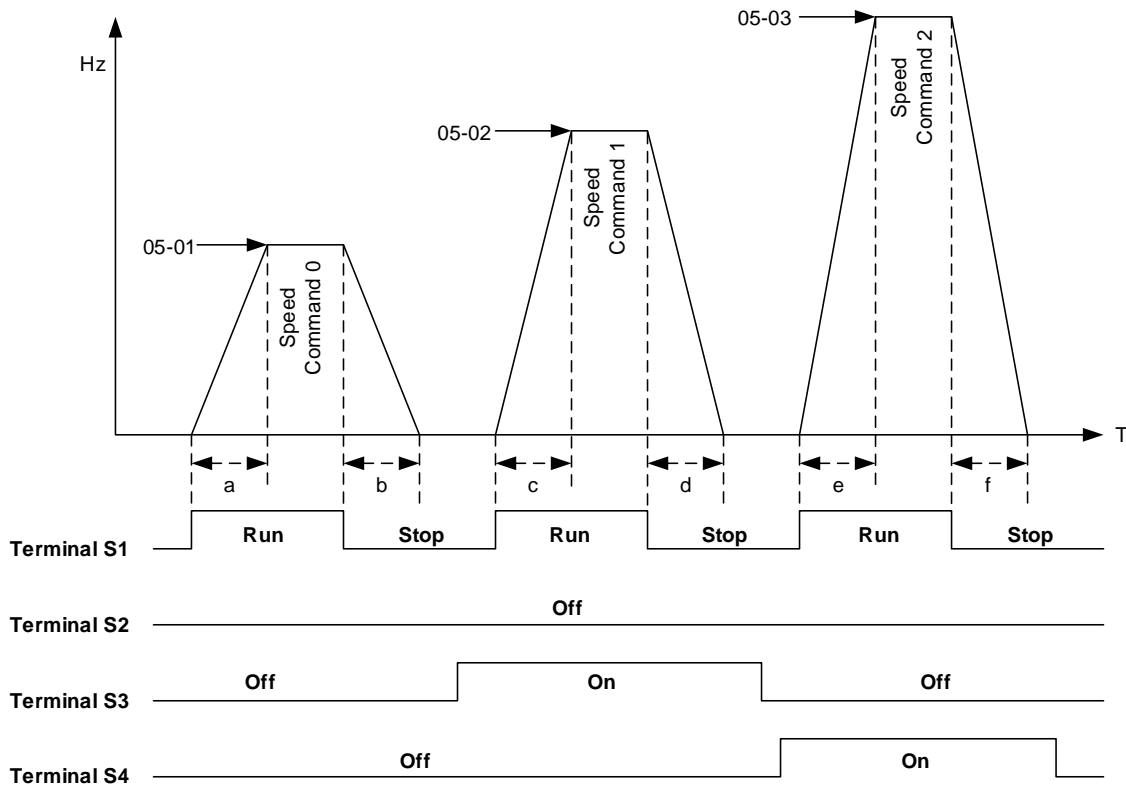 05-03
Hz
Speed
Command 2
05-02
Speed
Command 1
05-01
Speed
Command 0
T
a
b
c
d
e
f
Terminal S1
Run
Stop
Run
Stop
Run
Stop
Terminal S2
Off
Terminal S3
Off
On
Off
Terminal S4
Off
On